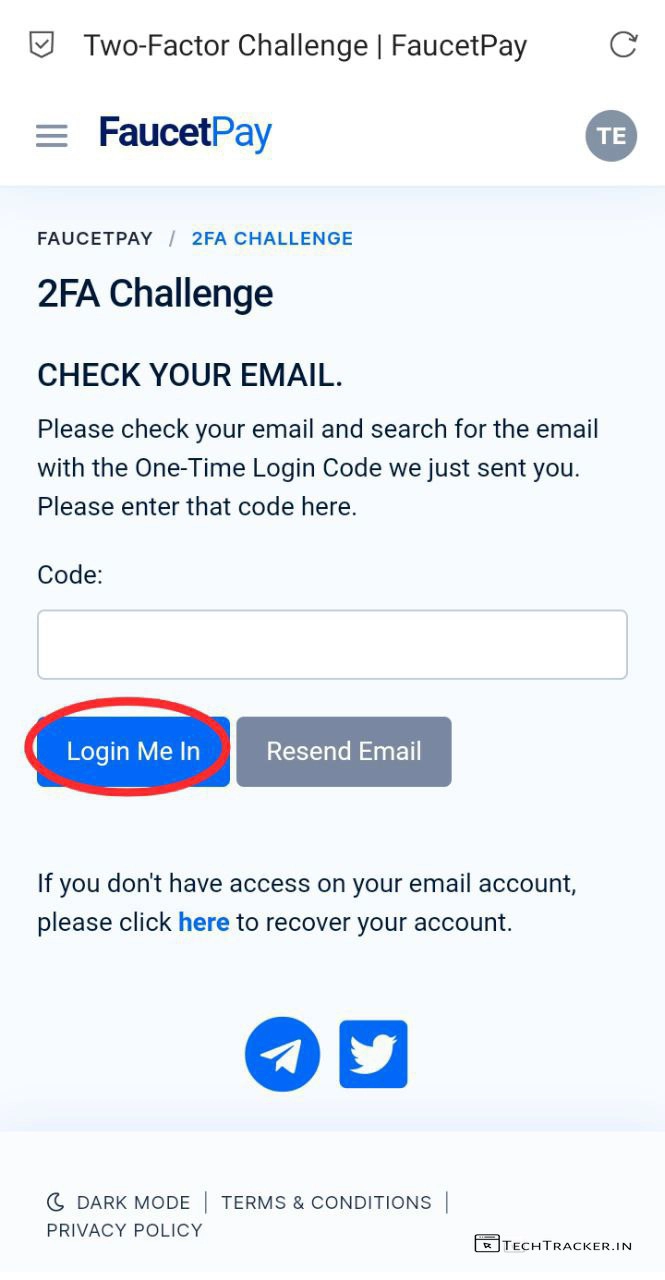 Two-Factor Challenge | FaucetPay
FaucetPay
TE
FAUCETPAY / 2FA CHALLENGE
2FA Challenge
CHECK YOUR EMAIL.
Please check your email and search for the email
with the One-Time Login Code we just sent you.
Please enter that code here.
Code:
Login Me In
Resend Email
If you don't have access on your email account,
please click here to recover your account.
DARK MODE | TERMS & CONDITIONS |
PRIVACY POLICY
TECHTRACKER.IN